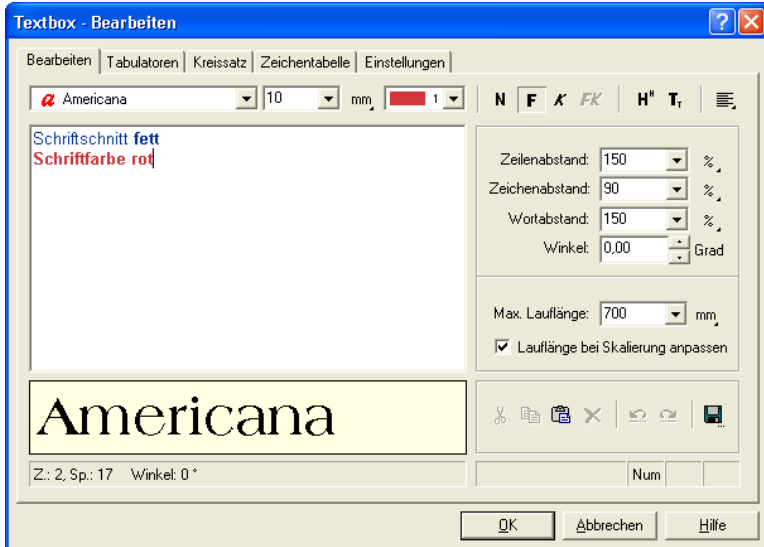 Textbox - Bearbeiten
Bearbeiten Tabulatoren Kreissatz Zeichentabelle Einstellungen
a Americana 10 mm 1 N F K FK H^H T_T
Schriftschnitt fett
Schriftfarbe rot
Zeilenabstand: 150 %
Zeichenabstand: 90 %
Wortabstand: 150 %
Winkel: 0,00 Grad
Max. Lauflänge: 700 mm
Lauflänge bei Skalierung anpassen
Americana
Z.: 2, Sp.: 17 Winkel: 0 ° Num
OK Abbrechen Hilfe